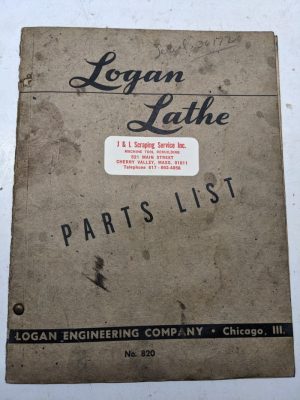 Logan
Lathe
J & L Scraping Service Inc.
MACHINE TOOL REBUILDING
821 MAIN STREET
CHERRY VALLEY, MASS. 01611
PARTS LIST
LOGAN ENGINEERING COMPANY • Chicago, Ill.
No. 820